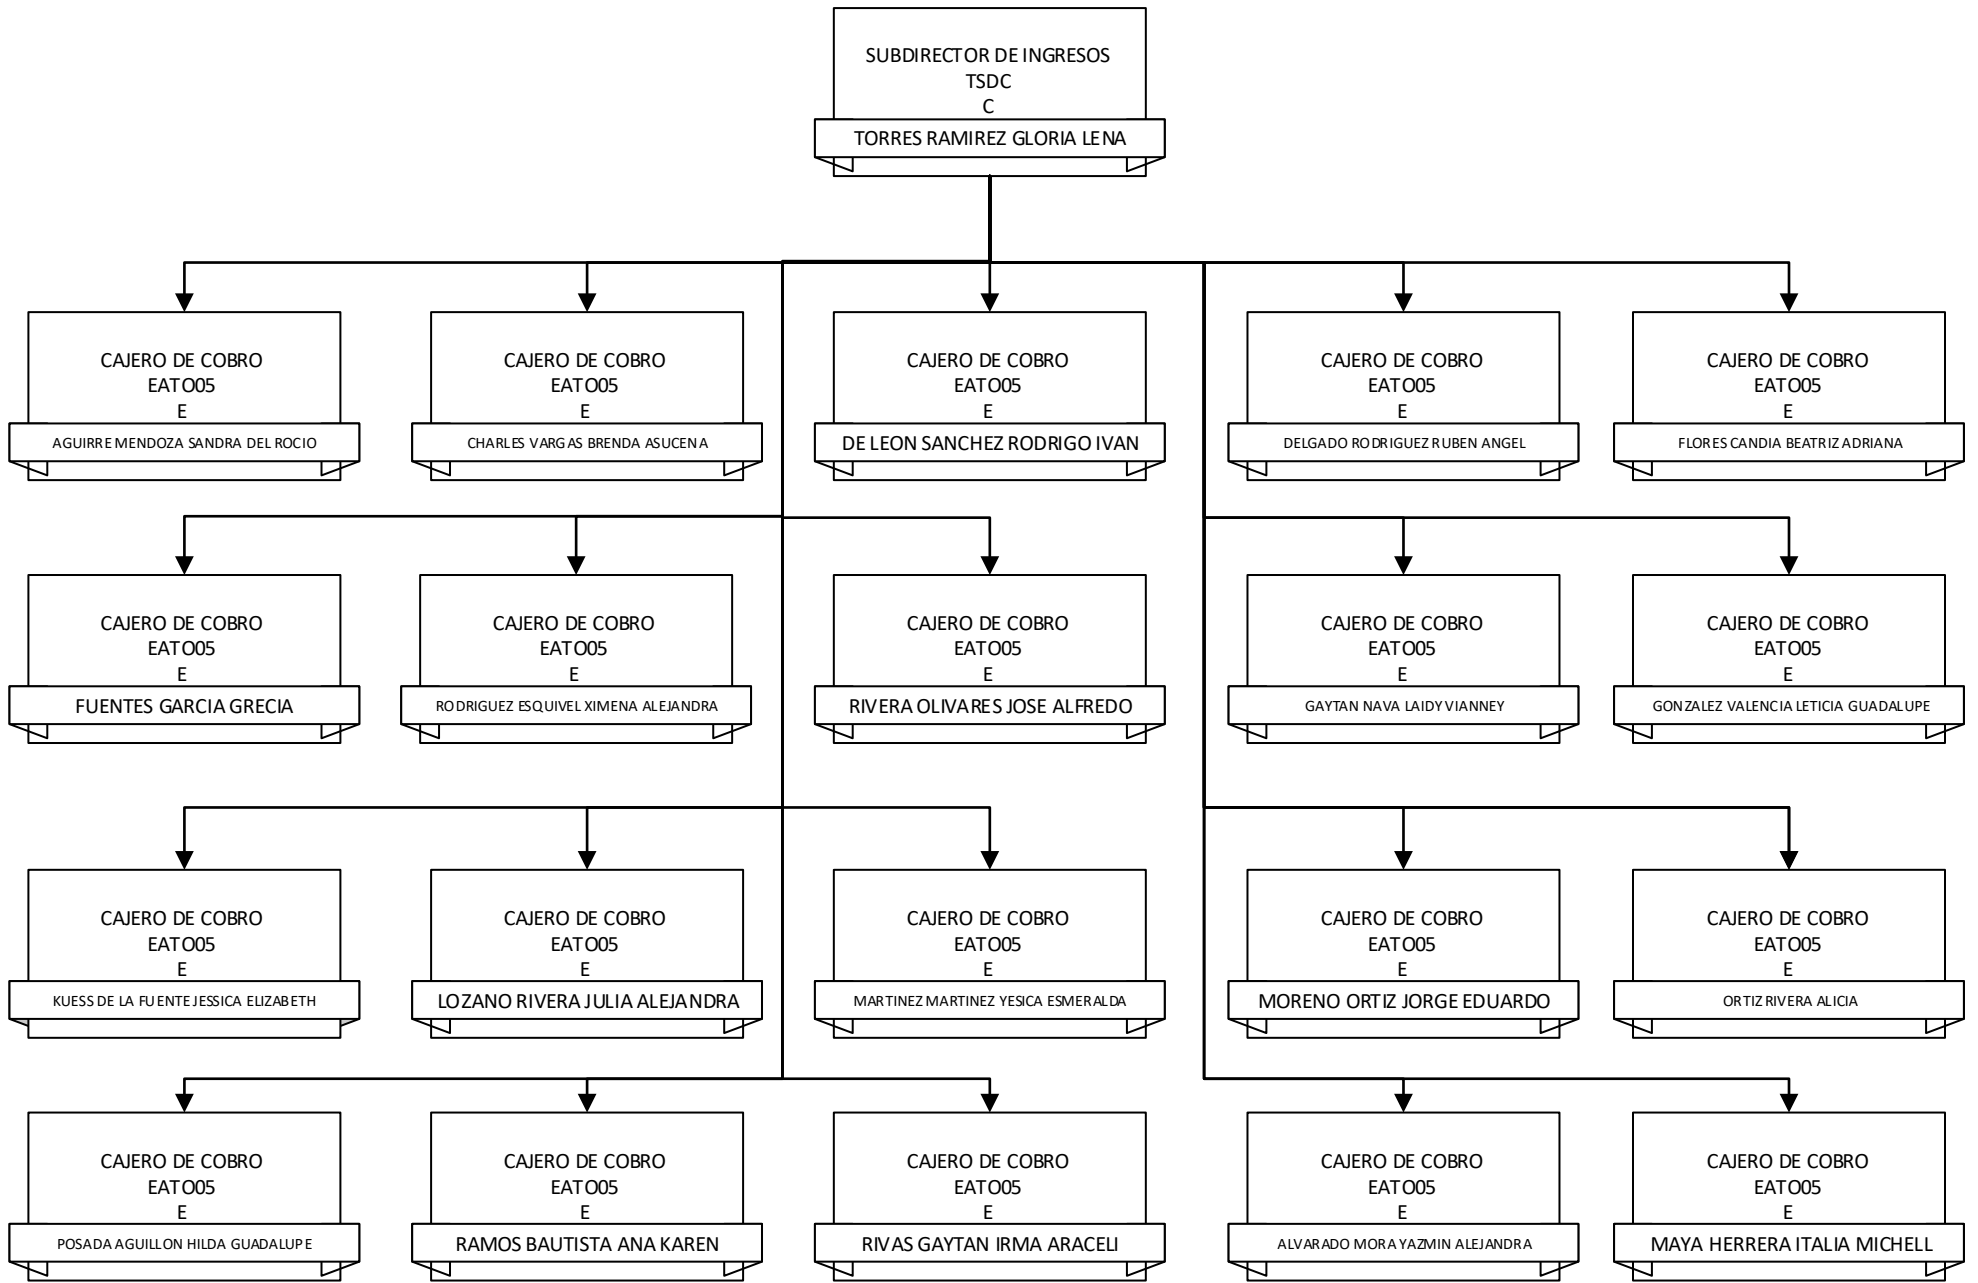 SUBDIRECTOR DE INGRESOS
TSDC
C
TORRES RAMIREZ GLORIA LENA
CAJERO DE COBRO
EATO05
E
AGUIRRE MENDOZA SANDRA DEL ROCIO
CAJERO DE COBRO
EATO05
E
CHARLES VARGAS BRENDA ASUCENA
CAJERO DE COBRO
EATO05
E
DE LEON SANCHEZ RODRIGO IVAN
CAJERO DE COBRO
EATO05
E
DELGADO RODRIGUEZ RUBEN ANGEL
CAJERO DE COBRO
EATO05
E
FLORES CANDIA BEATRIZ ADRIANA
CAJERO DE COBRO
EATO05
E
FUENTES GARCIA GRECIA
CAJERO DE COBRO
EATO05
E
RODRIGUEZ ESQUIVEL XIMENA ALEJANDRA
CAJERO DE COBRO
EATO05
E
RIVERA OLIVARES JOSE ALFREDO
CAJERO DE COBRO
EATO05
E
GAYTAN NAVA LAIDY VIANNEY
CAJERO DE COBRO
EATO05
E
GONZALEZ VALENCIA LETICIA GUADALUPE
CAJERO DE COBRO
EATO05
E
KUESS DE LA FUENTE JESSICA ELIZABETH
CAJERO DE COBRO
EATO05
E
LOZANO RIVERA JULIA ALEJANDRA
CAJERO DE COBRO
EATO05
E
MARTINEZ MARTINEZ YESICA ESMERALDA
CAJERO DE COBRO
EATO05
E
MORENO ORTIZ JORGE EDUARDO
CAJERO DE COBRO
EATO05
E
ORTIZ RIVERA ALICIA
CAJERO DE COBRO
EATO05
E
POSADA AGUILLON HILDA GUADALUPE
CAJERO DE COBRO
EATO05
E
RAMOS BAUTISTA ANA KAREN
CAJERO DE COBRO
EATO05
E
RIVAS GAYTAN IRMA ARACELI
CAJERO DE COBRO
EATO05
E
ALVARADO MORA YAZMIN ALEJANDRA
CAJERO DE COBRO
EATO05
E
MAYA HERRERA ITALIA MICHELL